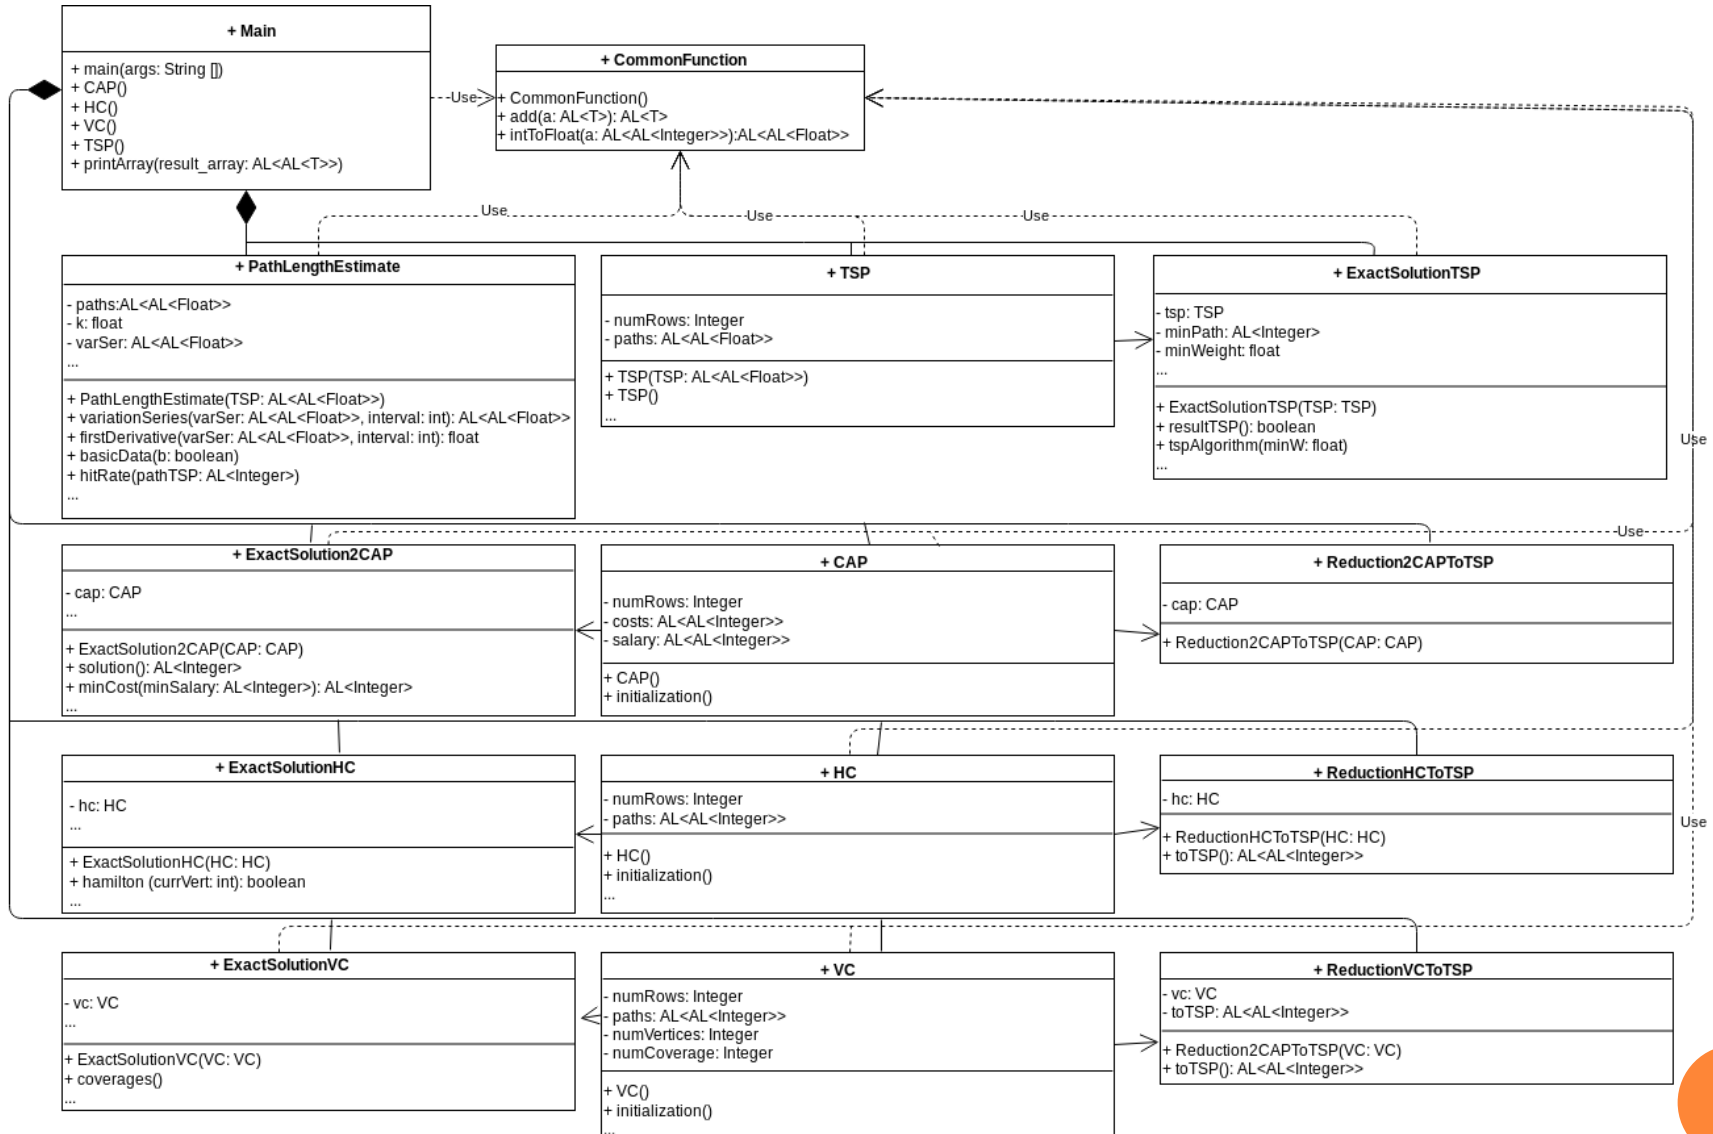 + Main
+ main(args: String [])
+ CAP()
+ HC()
+ VC()
+ TSP()
+ printArray(result_array: AL<AL<T>>)
Use
+ CommonFunction
+ CommonFunction()
+ add(a: AL<T>): AL<T>
+ intToFloat(a: AL<AL<Integer>>):AL<AL<Float>>
Use
Use
Use
+ PathLengthEstimate
- paths:AL<AL<Float>>
- k: float
- varSer: AL<AL<Float>>
...
+ PathLengthEstimate(TSP: AL<AL<Float>>)
+ variationSeries(varSer: AL<AL<Float>>, interval: int): AL<AL<Float>>
+ firstDerivative(varSer: AL<AL<Float>>, interval: int): float
+ basicData(b: boolean)
+ hitRate(pathTSP: AL<Integer>)
...
+ TSP
- numRows: Integer
- paths: AL<AL<Float>>
+ TSP(TSP: AL<AL<Float>>)
+ TSP()
...
+ ExactSolutionTSP
- tsp: TSP
- minPath: AL<Integer>
- minWeight: float
...
+ ExactSolutionTSP(TSP: TSP)
+ resultTSP(): boolean
+ tspAlgorithm(minW: float)
...
Use
Use
+ ExactSolution2CAP
- cap: CAP
...
+ ExactSolution2CAP(CAP: CAP)
+ solution(): AL<Integer>
+ minCost(minSalary: AL<Integer>): AL<Integer>
...
+ CAP
- numRows: Integer
- costs: AL<AL<Integer>>
- salary: AL<AL<Integer>>
+ CAP()
+ initialization()
+ Reduction2CAPToTSP
- cap: CAP
+ Reduction2CAPToTSP(CAP: CAP)
+ ExactSolutionHC
- hc: HC
...
+ ExactSolutionHC(HC: HC)
+ hamilton (currVert: int): boolean
...
+ HC
- numRows: Integer
- paths: AL<AL<Integer>>
+ HC()
+ initialization()
...
+ ReductionHCToTSP
- hc: HC
+ ReductionHCToTSP(HC: HC)
+ toTSP(): AL<AL<Integer>>
Use
+ ExactSolutionVC
- vc: VC
...
+ ExactSolutionVC(VC: VC)
+ coverages()
...
+ VC
- numRows: Integer
- paths: AL<AL<Integer>>
- numVertices: Integer
- numCoverage: Integer
+ VC()
+ initialization()
...
+ ReductionVCToTSP
- vc: VC
- toTSP: AL<AL<Integer>>
+ Reduction2CAPToTSP(VC: VC)
+ toTSP(): AL<AL<Integer>>